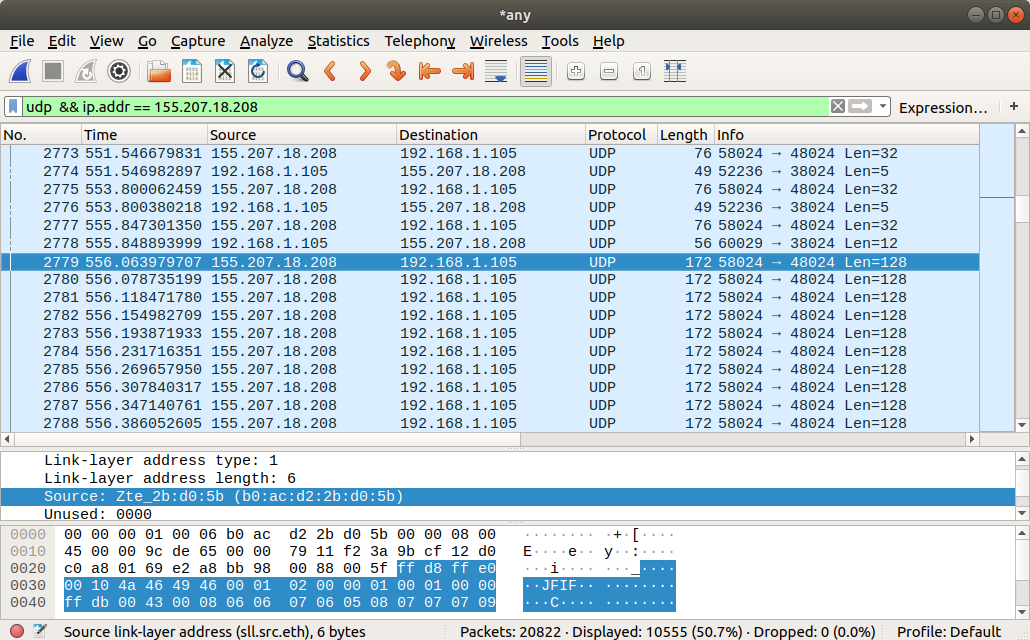 *any
File Edit View Go Capture Analyze Statistics Telephony Wireless Tools Help
udp && ip.addr == 155.207.18.208 Expression… +
No. Time Source Destination Protocol Length Info
2773 551.546679831 155.207.18.208 192.168.1.105 UDP 76 58024 → 48024 Len=32
2774 551.546982897 192.168.1.105 155.207.18.208 UDP 49 52236 → 38024 Len=5
2775 553.800062459 155.207.18.208 192.168.1.105 UDP 76 58024 → 48024 Len=32
2776 553.800380218 192.168.1.105 155.207.18.208 UDP 49 52236 → 38024 Len=5
2777 555.847301350 155.207.18.208 192.168.1.105 UDP 76 58024 → 48024 Len=32
2778 555.848893999 192.168.1.105 155.207.18.208 UDP 56 60029 → 38024 Len=12
2779 556.063979707 155.207.18.208 192.168.1.105 UDP 172 58024 → 48024 Len=128
2780 556.078735199 155.207.18.208 192.168.1.105 UDP 172 58024 → 48024 Len=128
2781 556.118471780 155.207.18.208 192.168.1.105 UDP 172 58024 → 48024 Len=128
2782 556.154982709 155.207.18.208 192.168.1.105 UDP 172 58024 → 48024 Len=128
2783 556.193871933 155.207.18.208 192.168.1.105 UDP 172 58024 → 48024 Len=128
2784 556.231716351 155.207.18.208 192.168.1.105 UDP 172 58024 → 48024 Len=128
2785 556.269657950 155.207.18.208 192.168.1.105 UDP 172 58024 → 48024 Len=128
2786 556.307840317 155.207.18.208 192.168.1.105 UDP 172 58024 → 48024 Len=128
2787 556.347140761 155.207.18.208 192.168.1.105 UDP 172 58024 → 48024 Len=128
2788 556.386052605 155.207.18.208 192.168.1.105 UDP 172 58024 → 48024 Len=128
Link-layer address type: 1
Link-layer address length: 6
Source: Zte_2b:d0:5b (b0:ac:d2:2b:d0:5b)
Unused: 0000
0000 00 00 00 01 00 06 b0 ac d2 2b d0 5b 00 00 08 00 ········ ·+·[····
0010 45 00 00 9c de 65 00 00 79 11 f2 3a 9b cf 12 d0 E····e·· y··:····
0020 c0 a8 01 69 e2 a8 bb 98 00 88 00 5f ff d8 ff e0 ···i···· ···_····
0030 00 10 4a 46 49 46 00 01 02 00 00 01 00 01 00 00 ··JFIF·· ········
0040 ff db 00 43 00 08 06 06 07 06 05 08 07 07 07 09 ···C···· ········
Source link-layer address (sll.src.eth), 6 bytes Packets: 20822 · Displayed: 10555 (50.7%) · Dropped: 0 (0.0%) Profile: Default